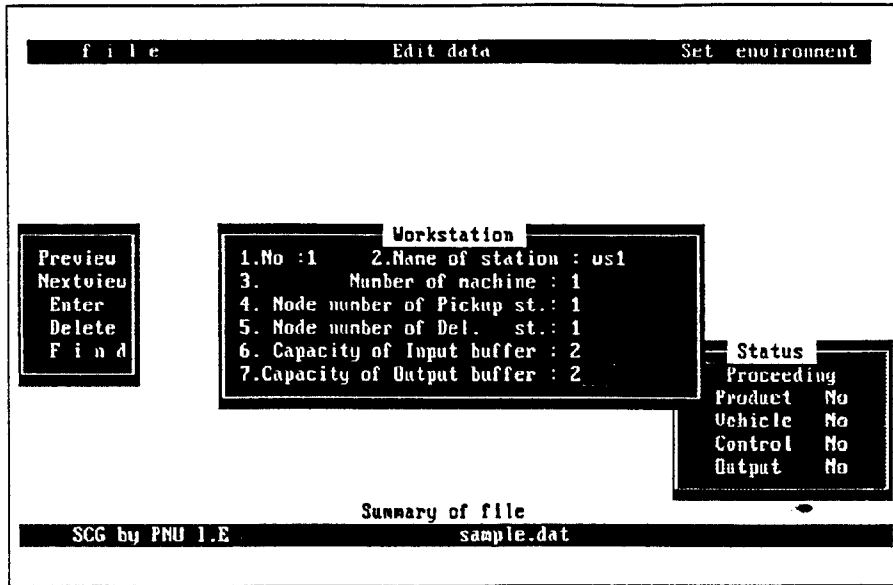 f i l e Edit data Set environment
Preview
Nextview
Enter
Delete
F i n d
Workstation
1.No :1 2.Name of station : ws1
3. Number of machine : 1
4. Node number of Pickup st.: 1
5. Node number of Del. st.: 1
6. Capacity of Input buffer : 2
7.Capacity of Output buffer : 2
Status
Proceeding
Product No
Vehicle No
Control No
Output No
Summary of file
SCG by PNU I.E sample.dat